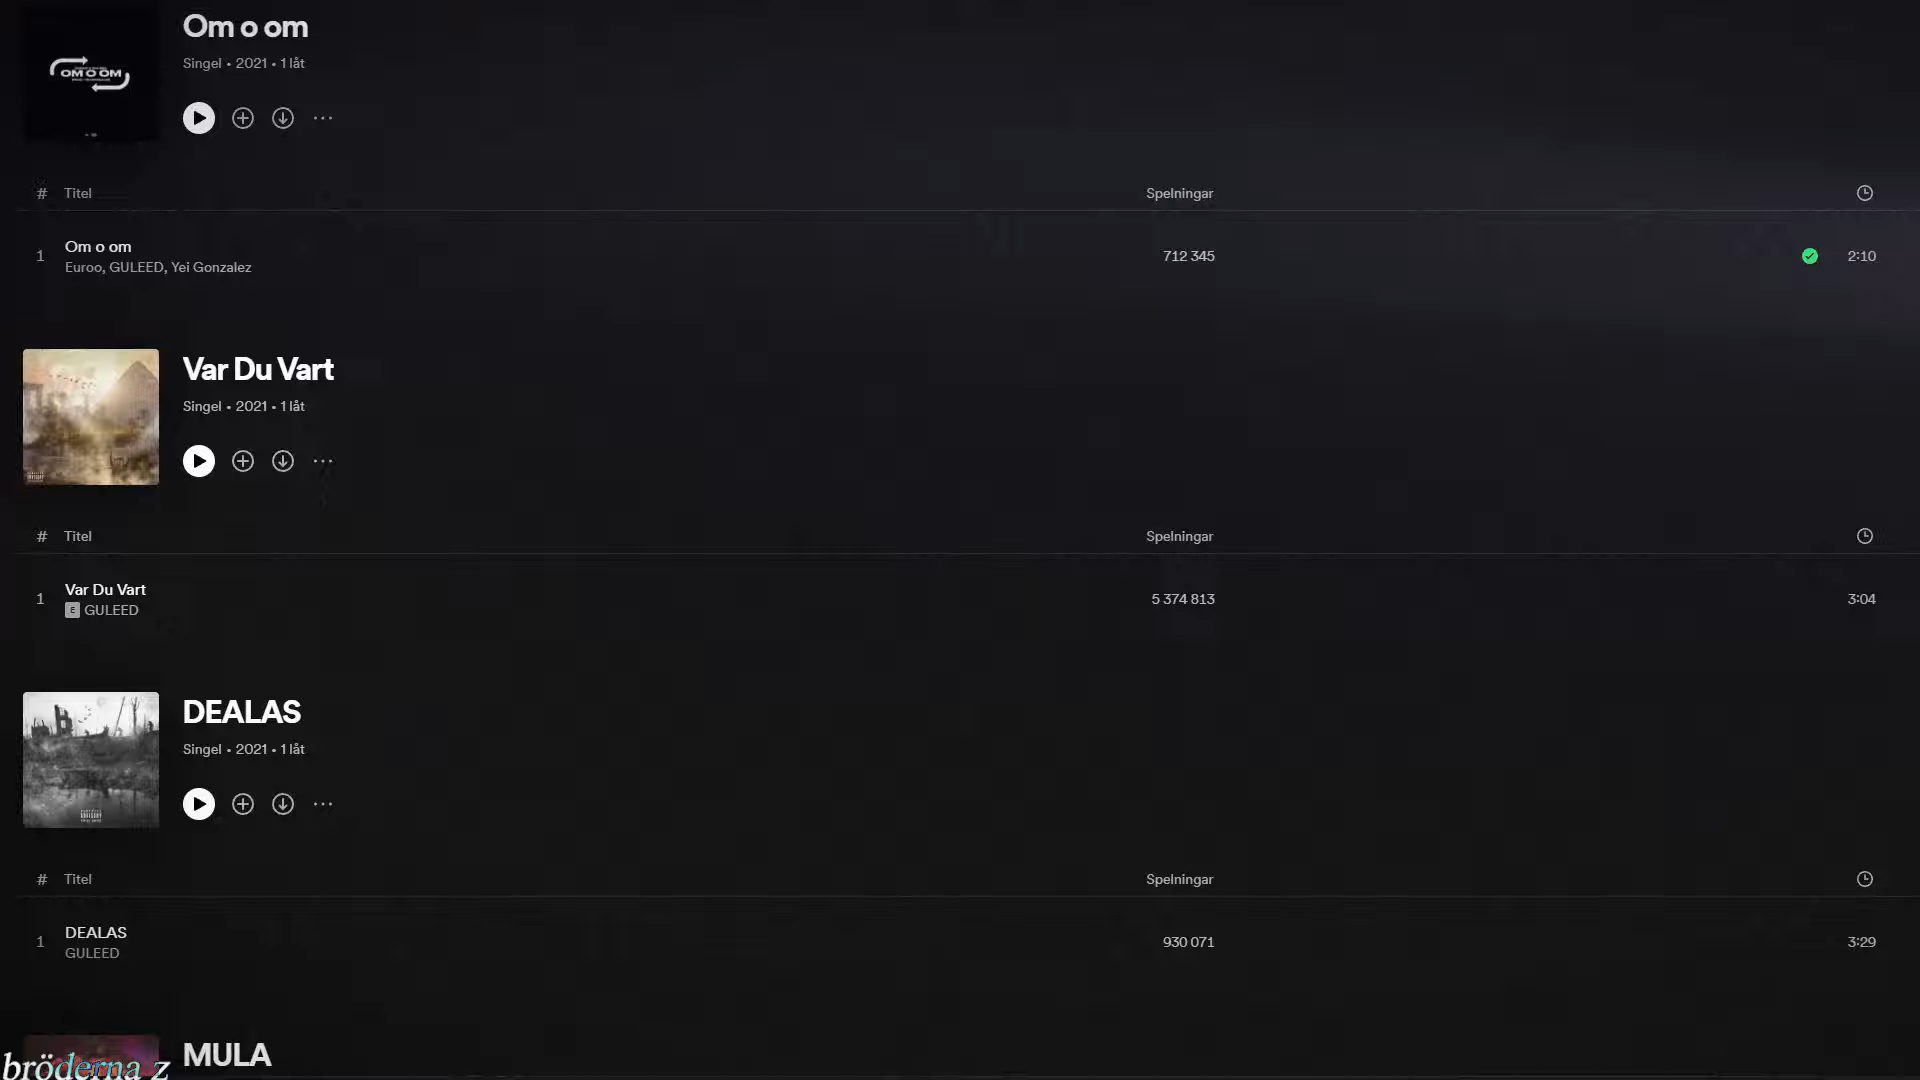 Om o om
Singel • 2021 • 1 låt
OM O OM
# Titel Spelningar
1 Om o om 712 345 2:10
Euroo, GULEED, Yei Gonzalez
Var Du Vart
Singel • 2021 • 1 låt
# Titel Spelningar
1 Var Du Vart 5 374 813 3:04
E GULEED
DEALAS
Singel • 2021 • 1 låt
# Titel Spelningar
1 DEALAS 930 071 3:29
GULEED
MULA
bröderna z